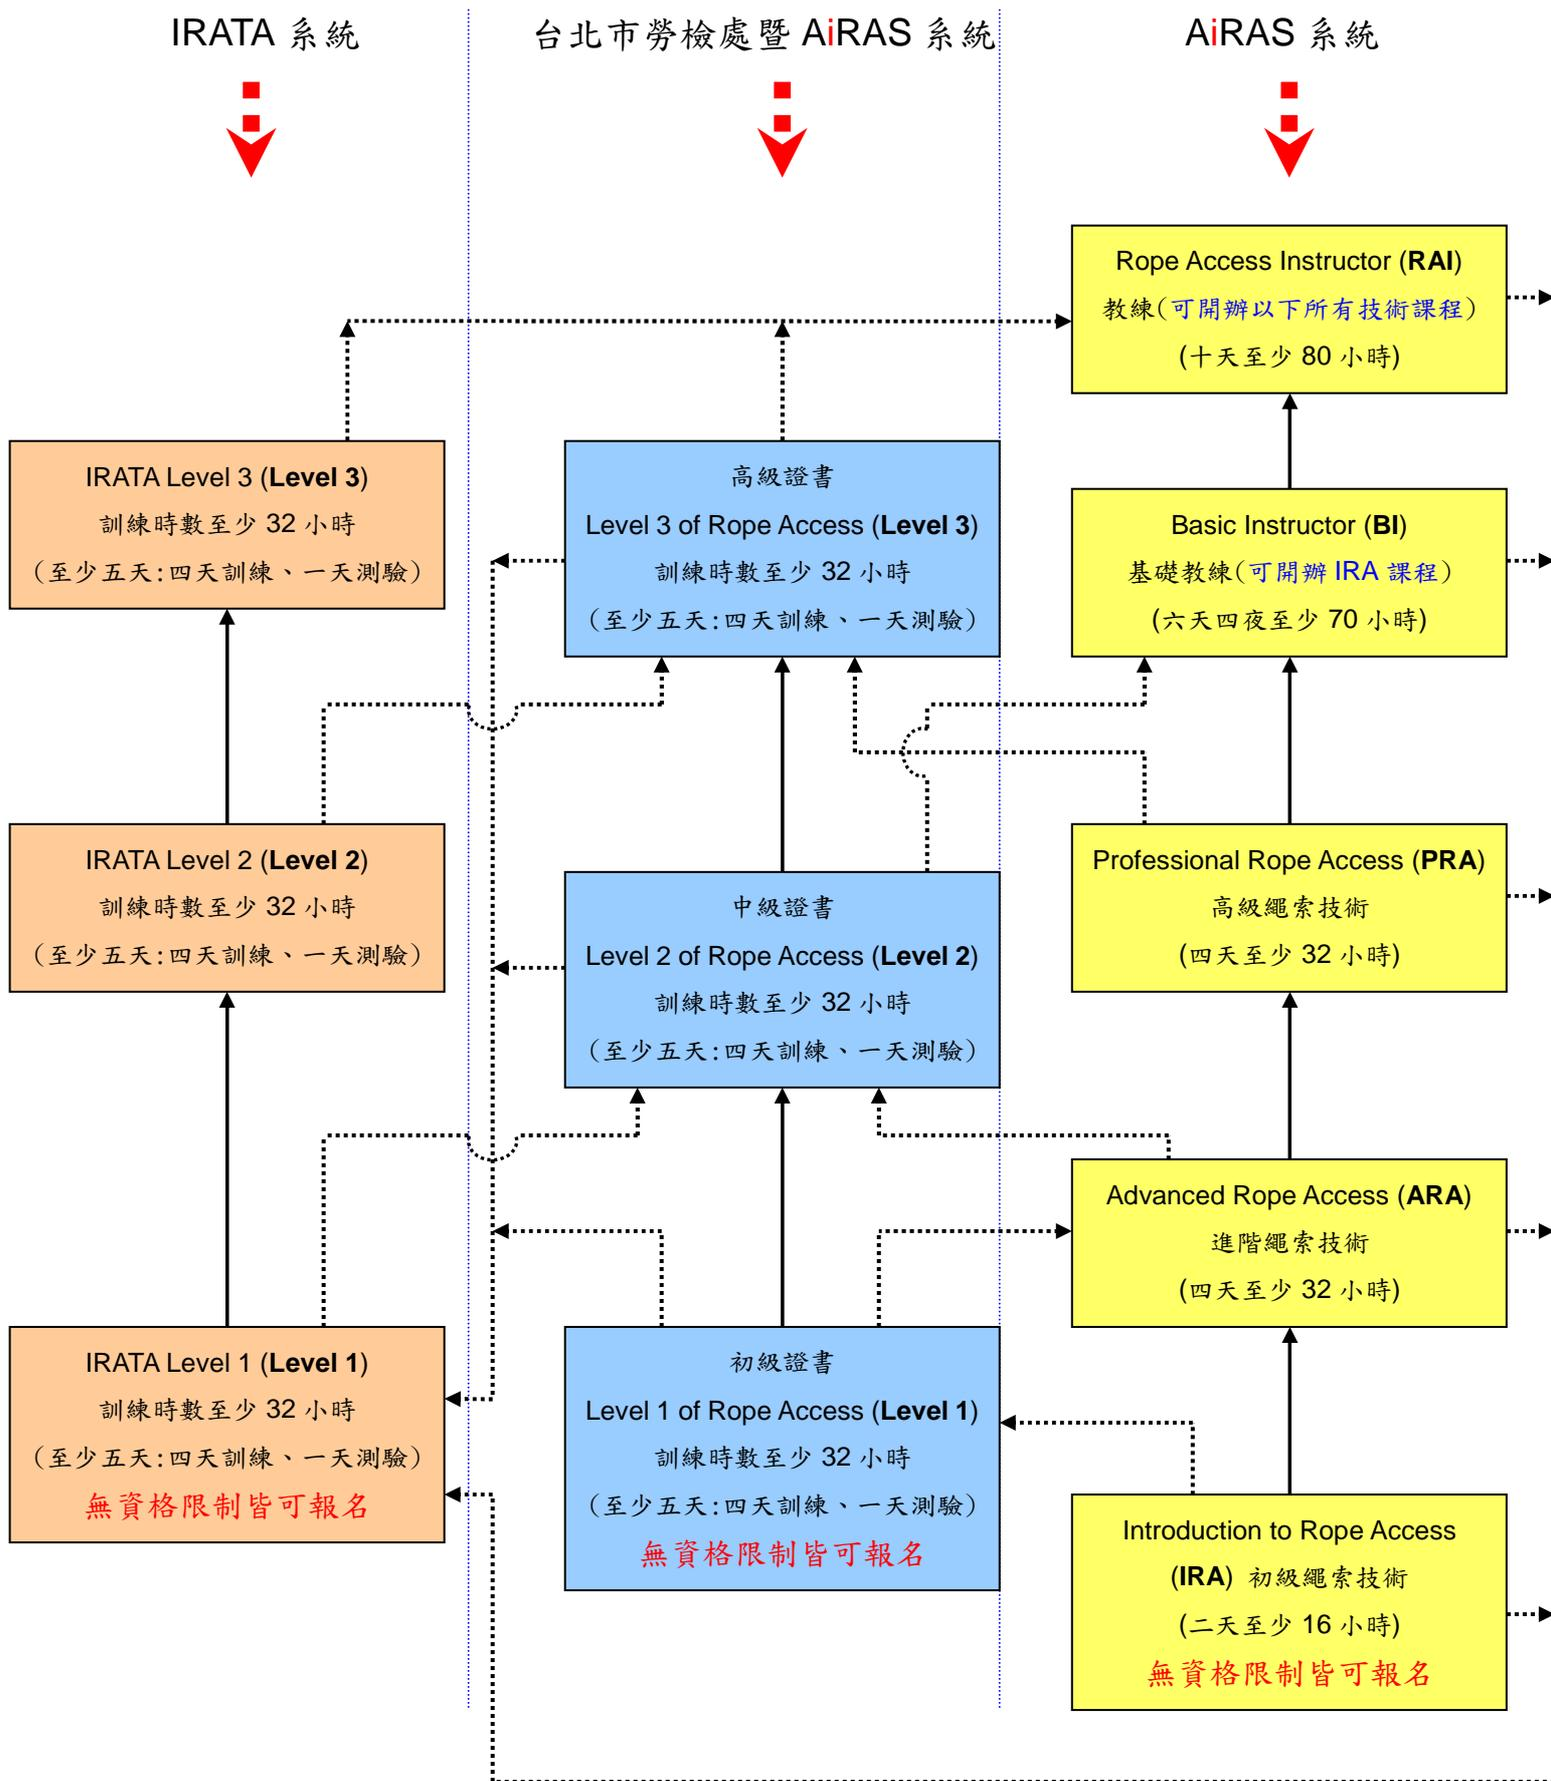 IRATA 系統
台北市勞檢處暨 AiRAS 系統
AiRAS 系統
Rope Access Instructor (RAI)
教練(可開辦以下所有技術課程)
(十天至少 80 小時)
IRATA Level 3 (Level 3)
訓練時數至少 32 小時
(至少五天:四天訓練、一天測驗)
高級證書
Level 3 of Rope Access (Level 3)
訓練時數至少 32 小時
(至少五天:四天訓練、一天測驗)
Basic Instructor (BI)
基礎教練(可開辦 IRA 課程)
(六天四夜至少 70 小時)
IRATA Level 2 (Level 2)
訓練時數至少 32 小時
(至少五天:四天訓練、一天測驗)
中級證書
Level 2 of Rope Access (Level 2)
訓練時數至少 32 小時
(至少五天:四天訓練、一天測驗)
Professional Rope Access (PRA)
高級繩索技術
(四天至少 32 小時)
Advanced Rope Access (ARA)
進階繩索技術
(四天至少 32 小時)
IRATA Level 1 (Level 1)
訓練時數至少 32 小時
(至少五天:四天訓練、一天測驗)
無資格限制皆可報名
初級證書
Level 1 of Rope Access (Level 1)
訓練時數至少 32 小時
(至少五天:四天訓練、一天測驗)
無資格限制皆可報名
Introduction to Rope Access
(IRA) 初級繩索技術
(二天至少 16 小時)
無資格限制皆可報名